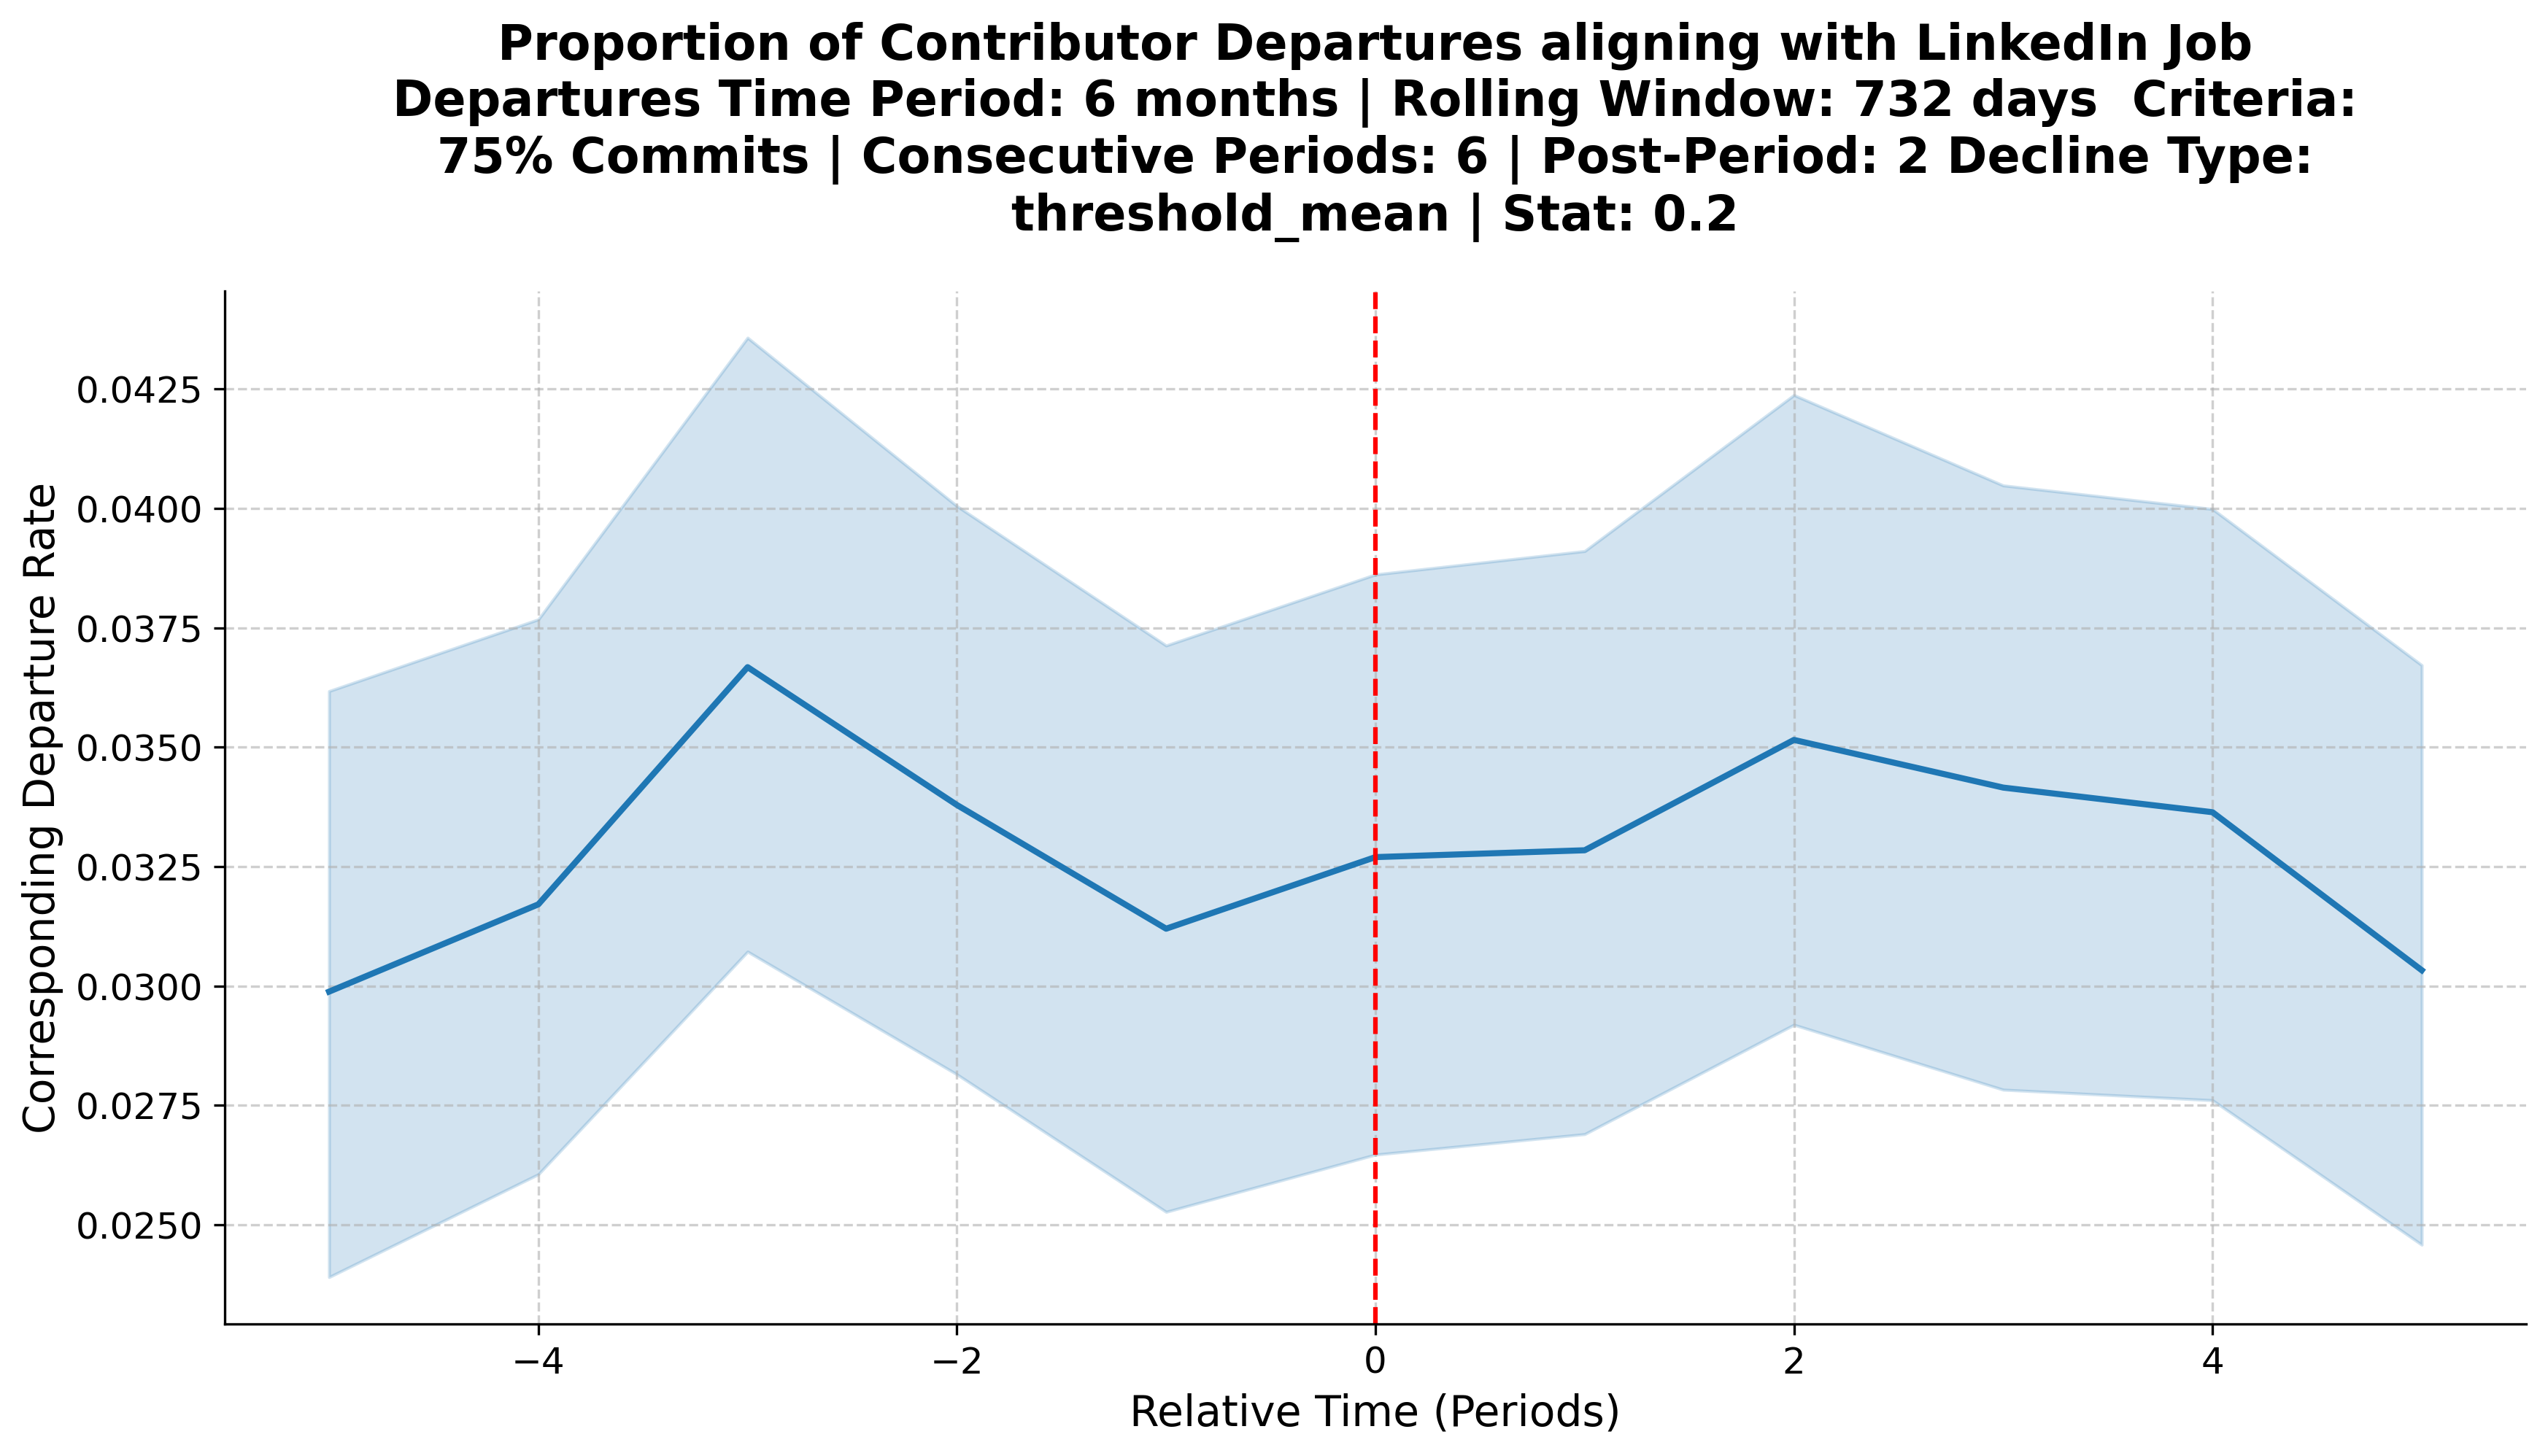 Proportion of Contributor Departures aligning with LinkedIn Job
Departures Time Period: 6 months | Rolling Window: 732 days  Criteria:
75% Commits | Consecutive Periods: 6 | Post-Period: 2 Decline Type:
threshold_mean | Stat: 0.2
Corresponding Departure Rate
0.0425
0.0400
0.0375
0.0350
0.0325
0.0300
0.0275
0.0250
−4
−2
0
2
4
Relative Time (Periods)